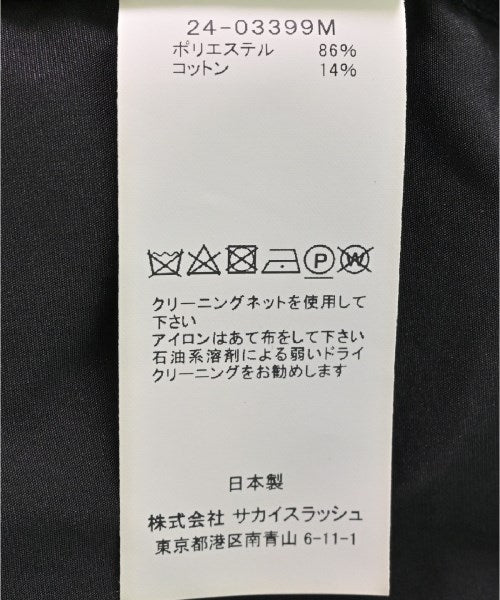 24-03399M
ポリエステル 86%
コットン 14%
P W
クリーニングネットを使用して
下さい
アイロンはあて布をして下さい
石油系溶剤による弱いドライ
クリーニングをお勧めします
日本製
株式会社 サカイスラッシュ
東京都港区南青山 6-11-1